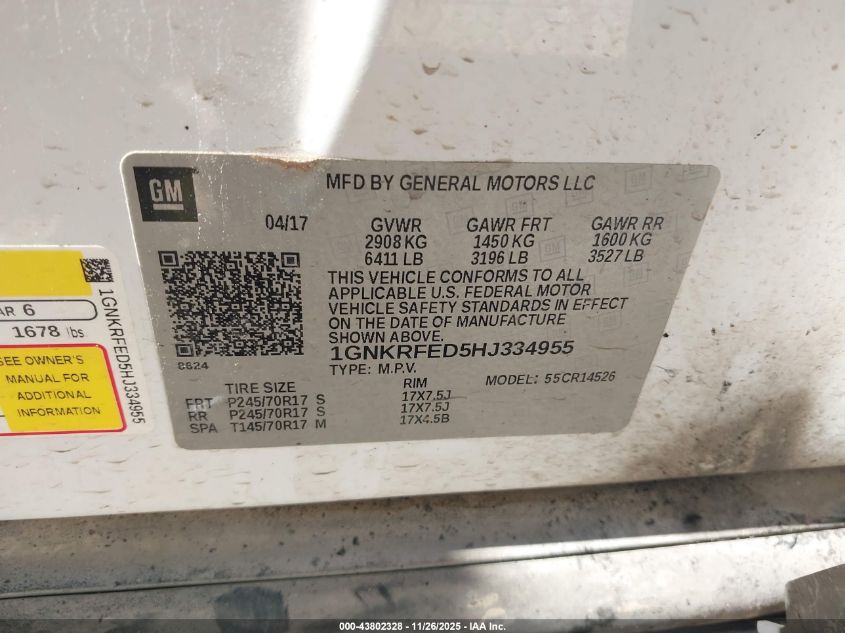 GM
MFD BY GENERAL MOTORS LLC
04/17
GVWR GAWR FRT GAWR RR
2908 KG 1450 KG 1600 KG
6411 LB 3196 LB 3527 LB
THIS VEHICLE CONFORMS TO ALL
APPLICABLE U.S. FEDERAL MOTOR
VEHICLE SAFETY STANDARDS IN EFFECT
ON THE DATE OF MANUFACTURE
SHOWN ABOVE.
1GNKRFED5HJ334955
8624
TYPE: M.P.V.
MODEL: 55CR14526
TIRE SIZE RIM
FRT P245/70R17 S 17X7.5J
RR P245/70R17 S 17X7.5J
SPA T145/70R17 M 17X4.5B
AR 6
1678 lbs
SEE OWNER'S
MANUAL FOR
ADDITIONAL
INFORMATION
1GNKRFED5HJ334955
000-43802328 - 11/26/2025 - IAA Inc.